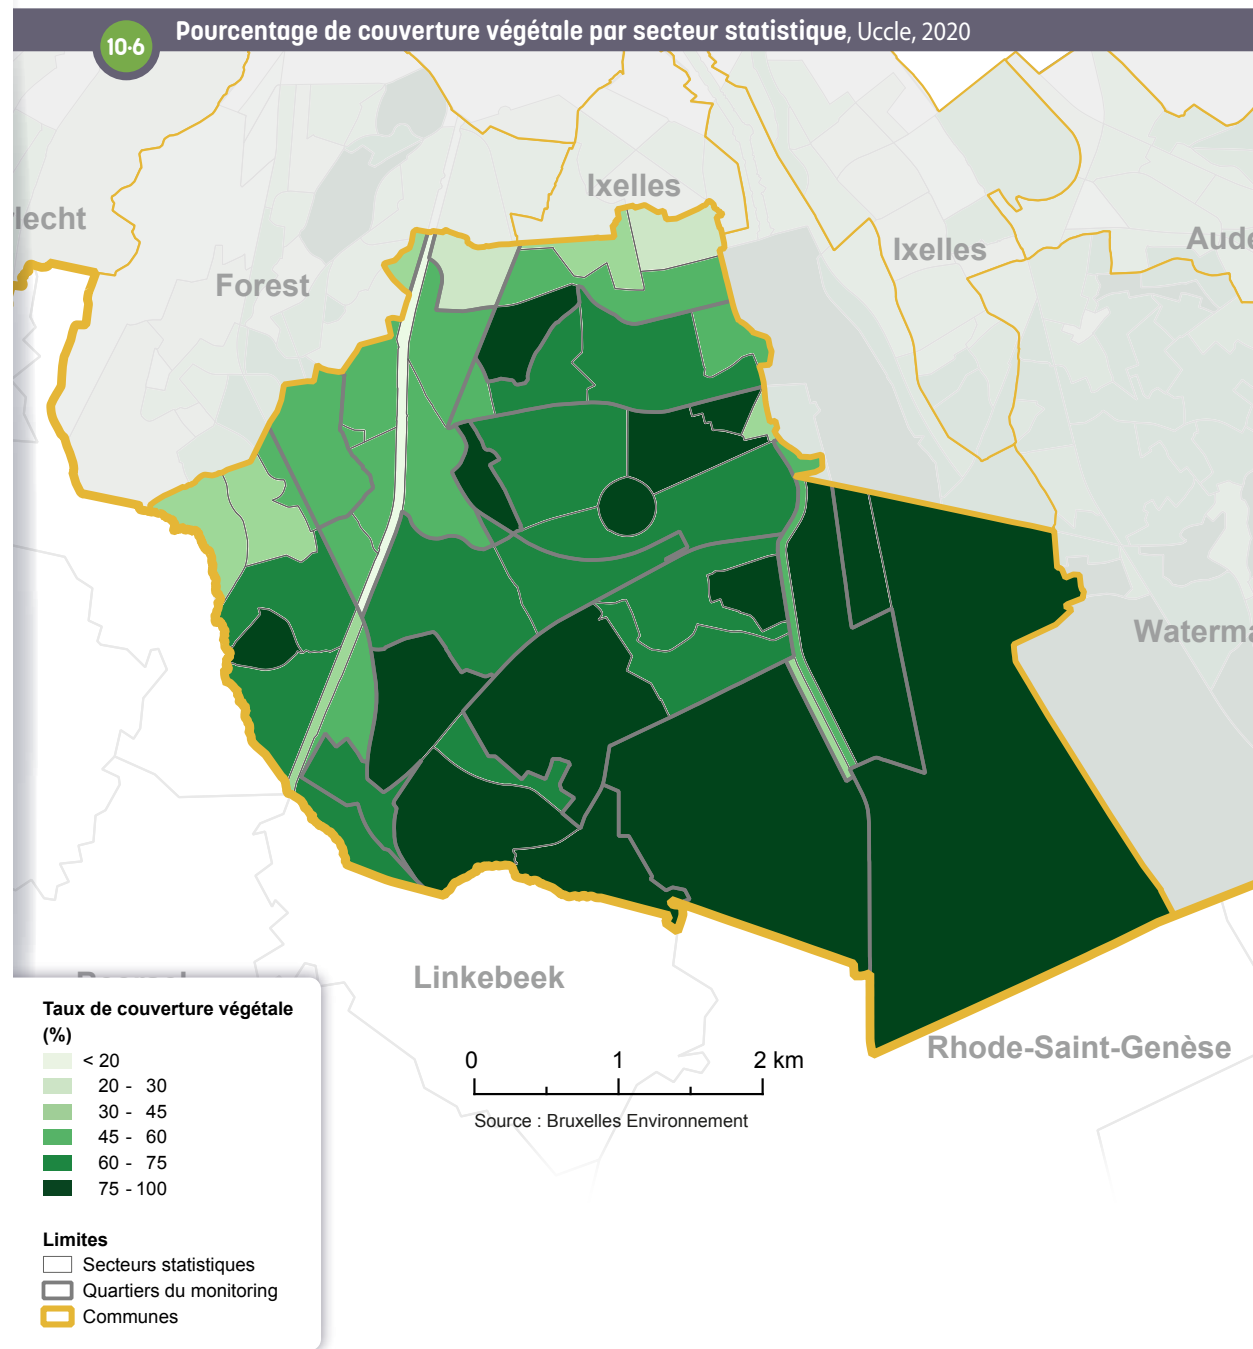 10·6 Pourcentage de couverture végétale par secteur statistique, Uccle, 2020
Ixelles
lecht
Ixelles
Aude
Forest
Waterma
Linkebeek
Rhode-Saint-Genèse
Taux de couverture végétale
(%)
< 20
20 - 30
30 - 45
45 - 60
60 - 75
75 - 100
Limites
Secteurs statistiques
Quartiers du monitoring
Communes
0 1 2 km
Source : Bruxelles Environnement